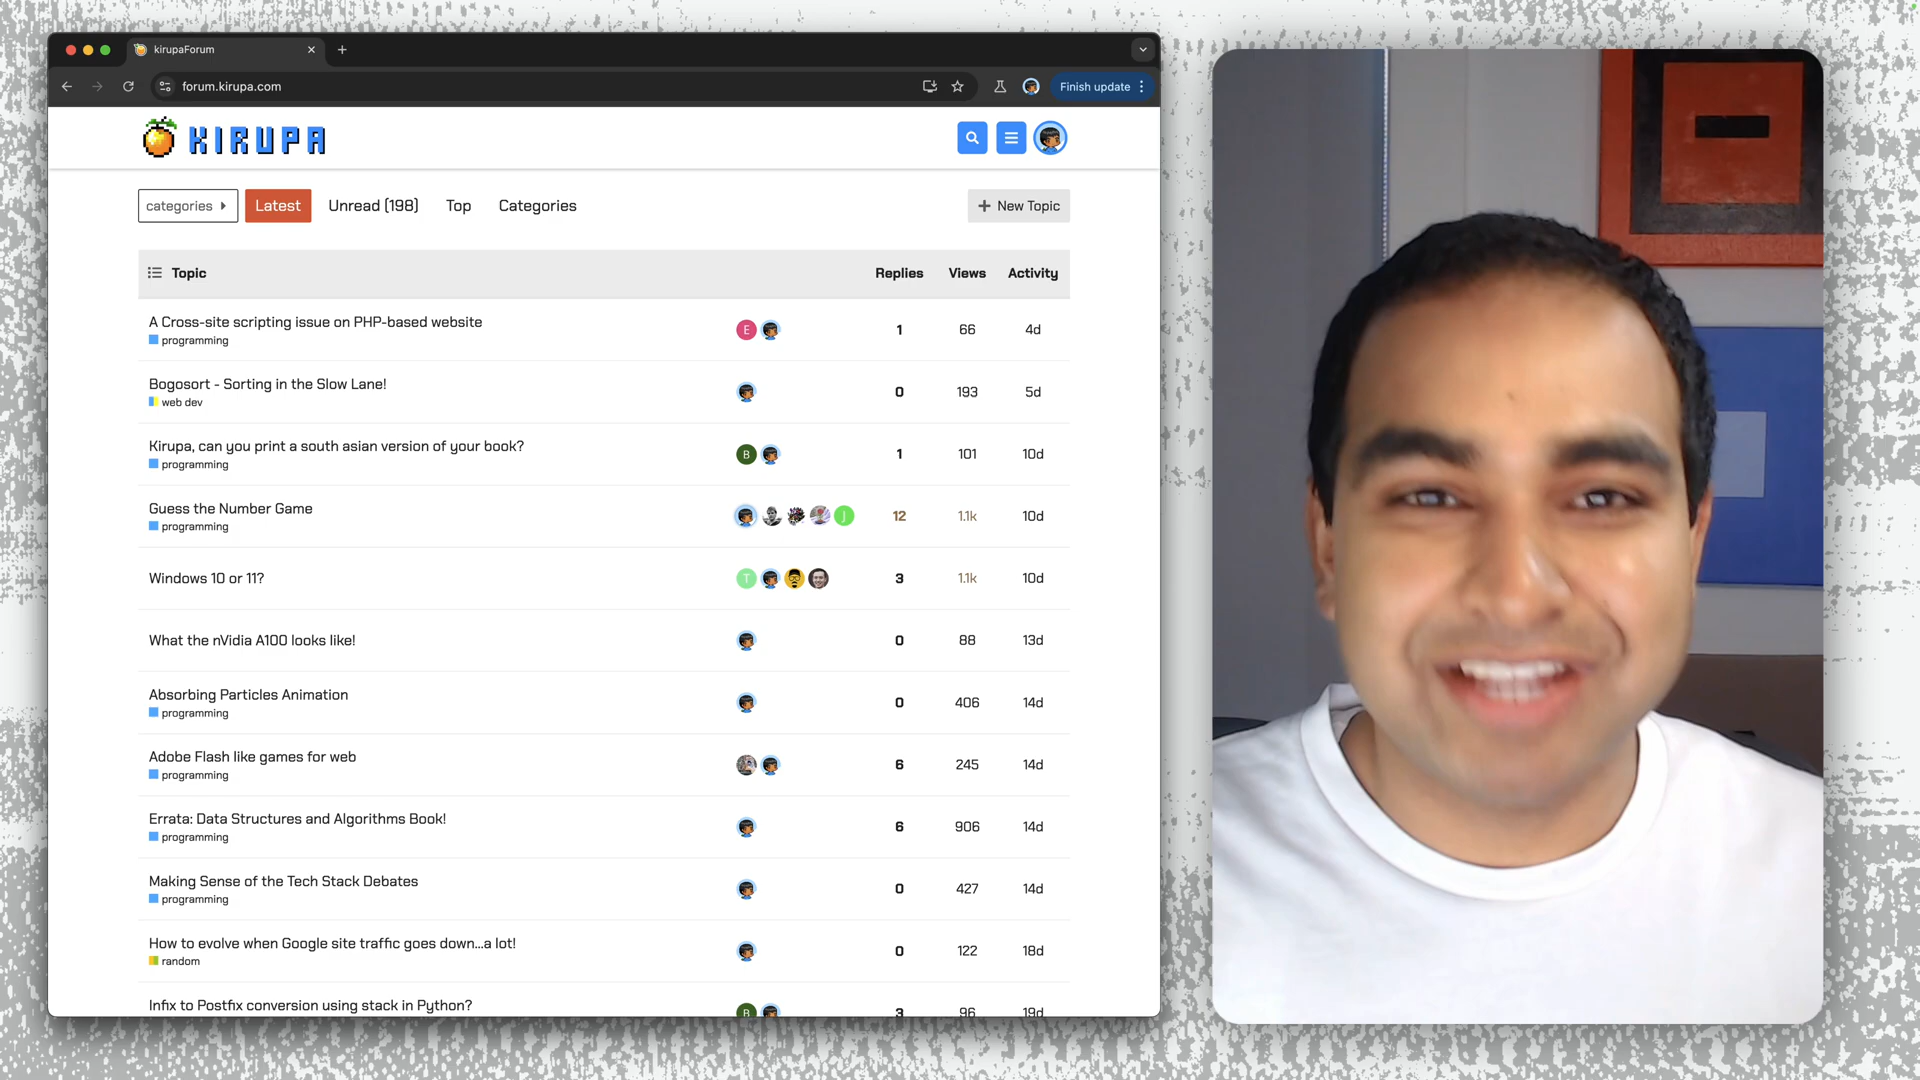 kirupaForum
forum.kirupa.com
Finish update
KIRUPA
categories
Latest
Unread (198)
Top
Categories
New Topic
Topic
Replies
Views
Activity
A Cross-site scripting issue on PHP-based website
programming
E
1
66
4d
Bogosort - Sorting in the Slow Lane!
web dev
0
193
5d
Kirupa, can you print a south asian version of your book?
programming
B
1
101
10d
Guess the Number Game
programming
J
12
1.1k
10d
Windows 10 or 11?
T
3
1.1k
10d
What the nVidia A100 looks like!
0
88
13d
Absorbing Particles Animation
programming
0
406
14d
Adobe Flash like games for web
programming
6
245
14d
Errata: Data Structures and Algorithms Book!
programming
6
906
14d
Making Sense of the Tech Stack Debates
programming
0
427
14d
How to evolve when Google site traffic goes down...a lot!
random
0
122
18d
Infix to Postfix conversion using stack in Python?
B
3
96
19d